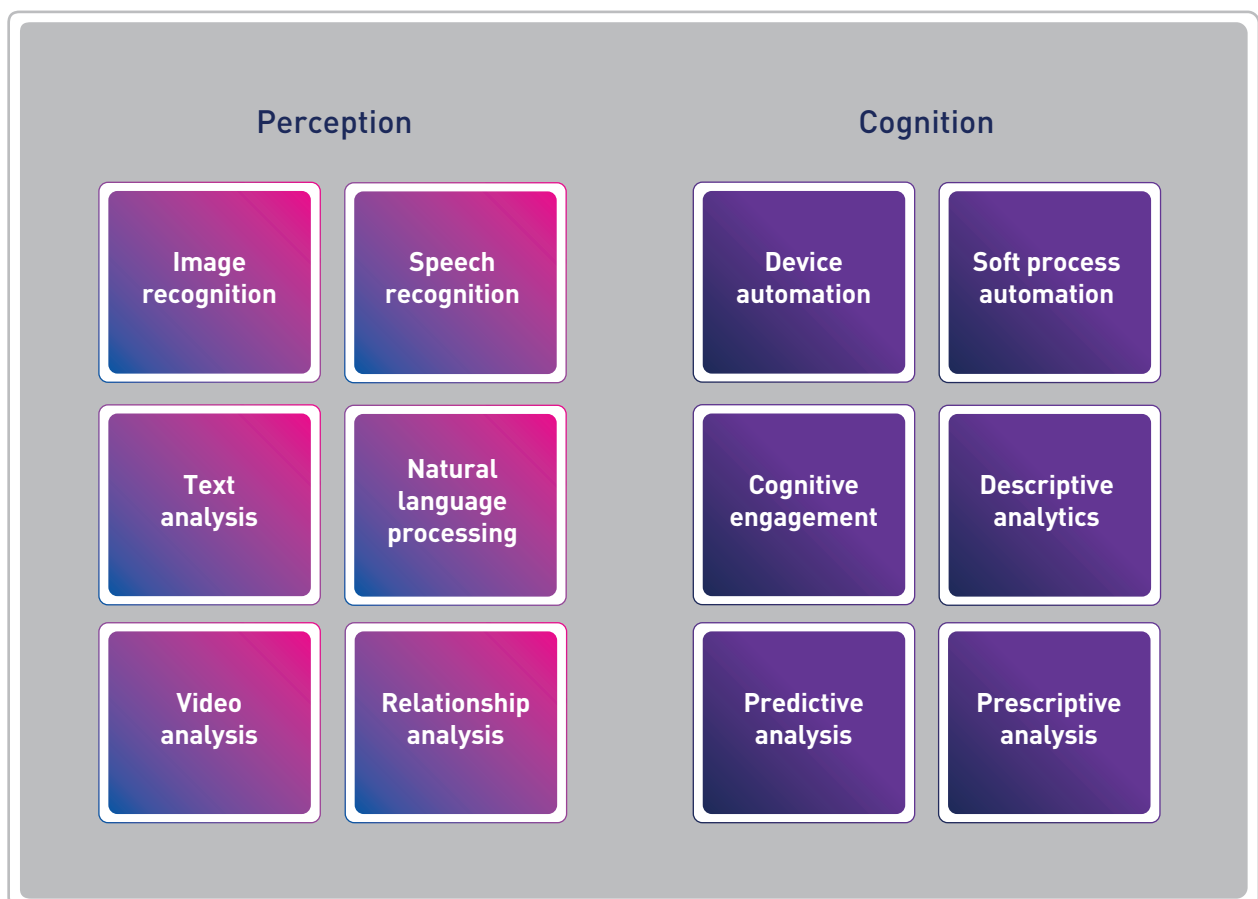 Perception
Image
recognition
Speech
recognition
Text
analysis
Natural
language
processing
Video
analysis
Relationship
analysis
Cognition
Device
automation
Soft process
automation
Cognitive
engagement
Descriptive
analytics
Predictive
analysis
Prescriptive
analysis